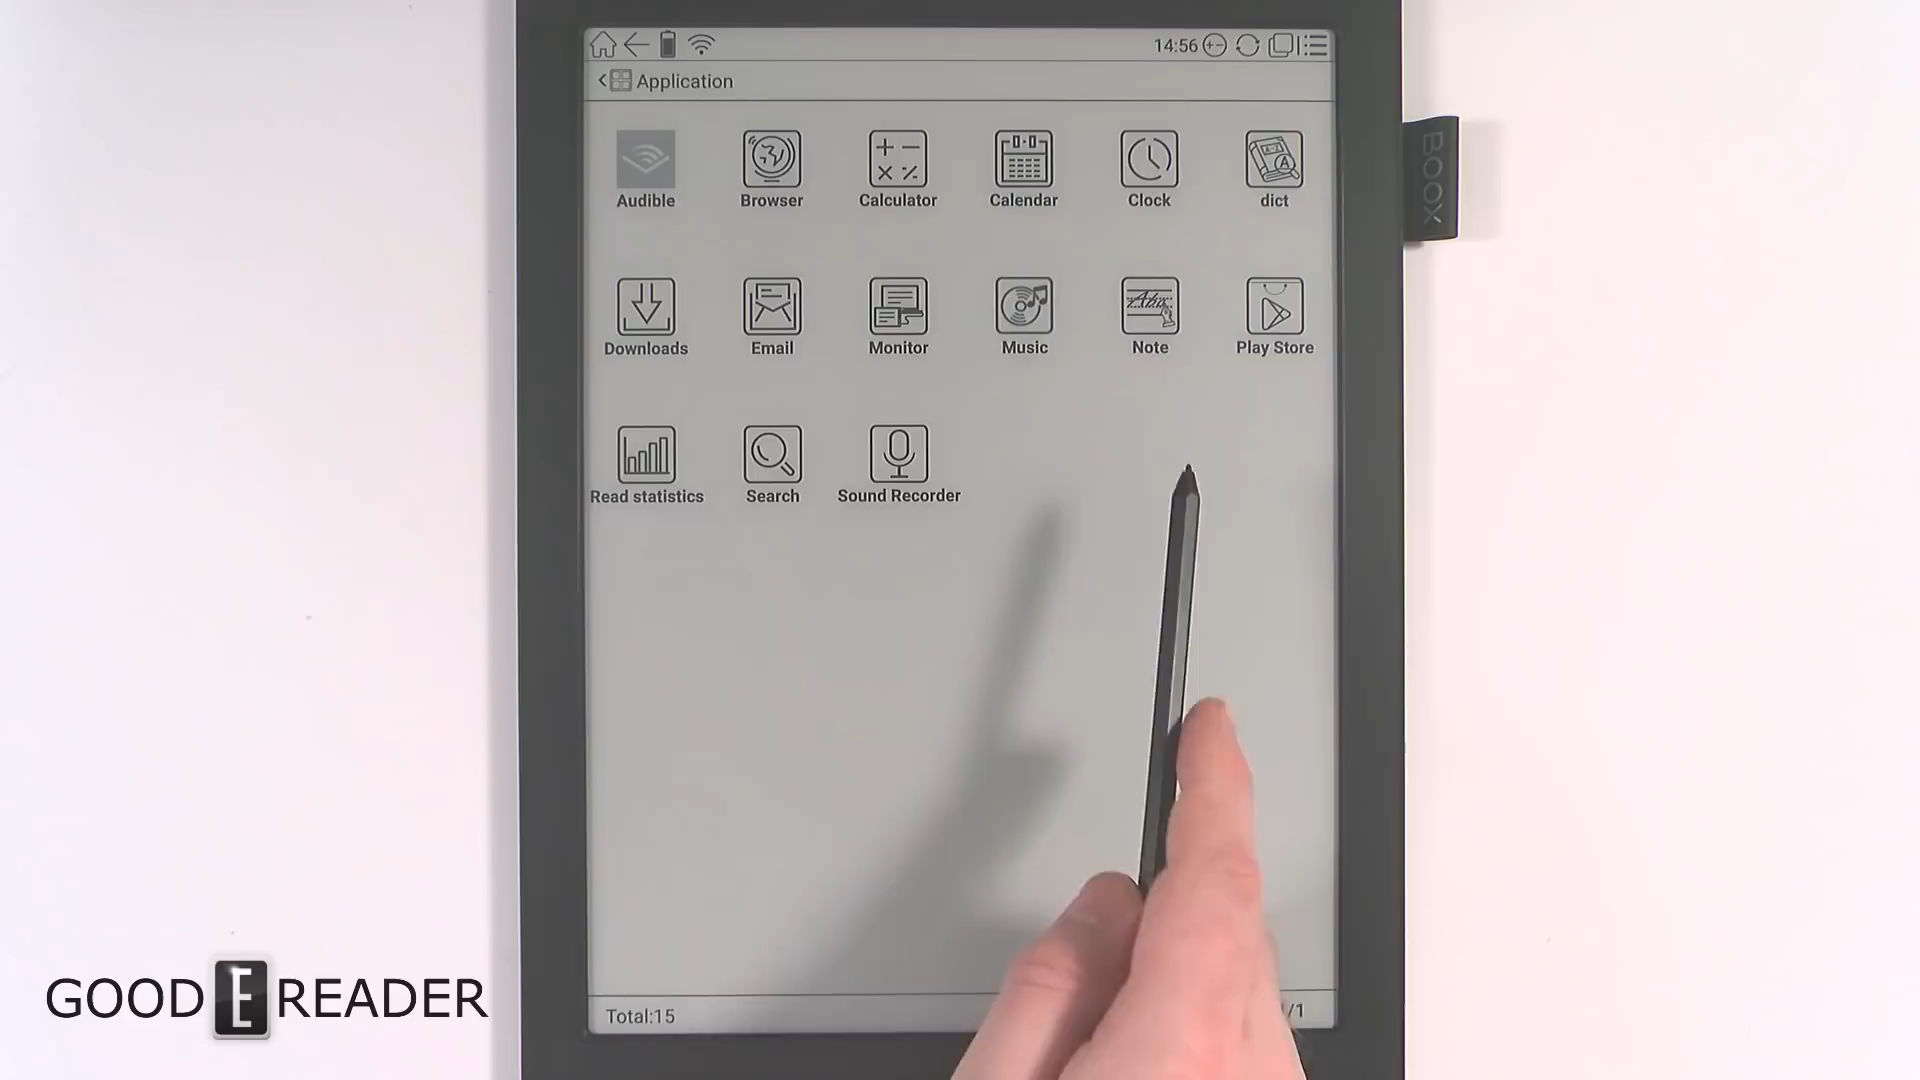 14:56
Application
Audible Browser Calculator Calendar Clock dict
Downloads Email Monitor Music Note Play Store
Read statistics Search Sound Recorder
Total:15
/1
BOOX
GOOD E READER